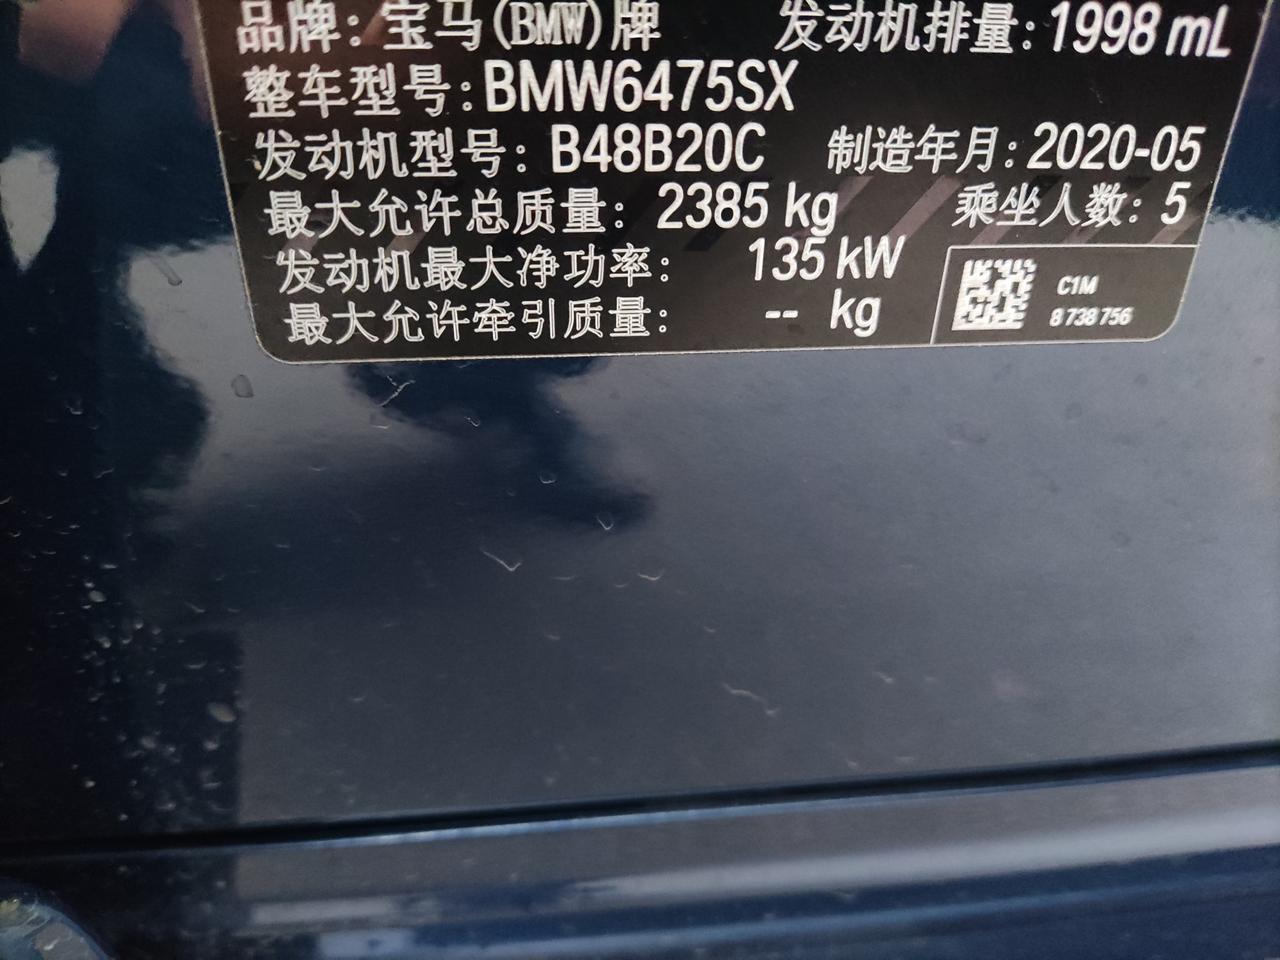 品牌：宝马(BMW)牌 发动机排量：1998 mL
整车型号：BMW6475SX
发动机型号：B48B20C 制造年月：2020-05
最大允许总质量：2385 kg 乘坐人数：5
发动机最大净功率：135 kW
最大允许牵引质量：-- kg
C1M
8 738 756